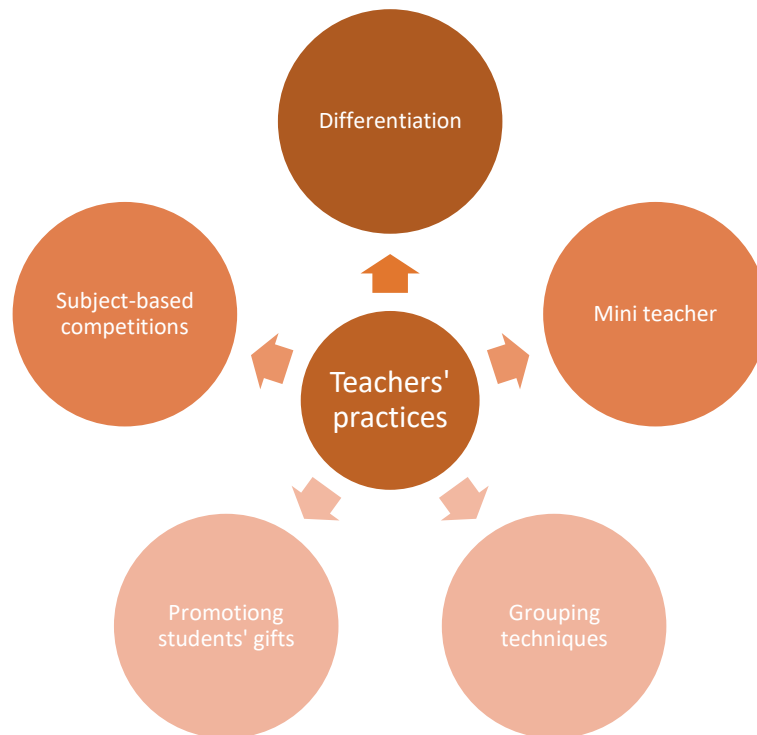 Differentiation
Subject-based
competitions
Mini teacher
Teachers'
practices
Promotiong
students' gifts
Grouping
techniques